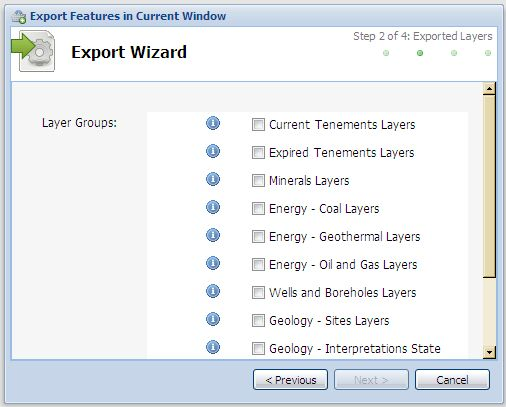 Export Features in Current Window
Export Wizard
Step 2 of 4: Exported Layers
Layer Groups:
Current Tenements Layers
Expired Tenements Layers
Minerals Layers
Energy - Coal Layers
Energy - Geothermal Layers
Energy - Oil and Gas Layers
Wells and Boreholes Layers
Geology - Sites Layers
Geology - Interpretations State
< Previous
Next >
Cancel